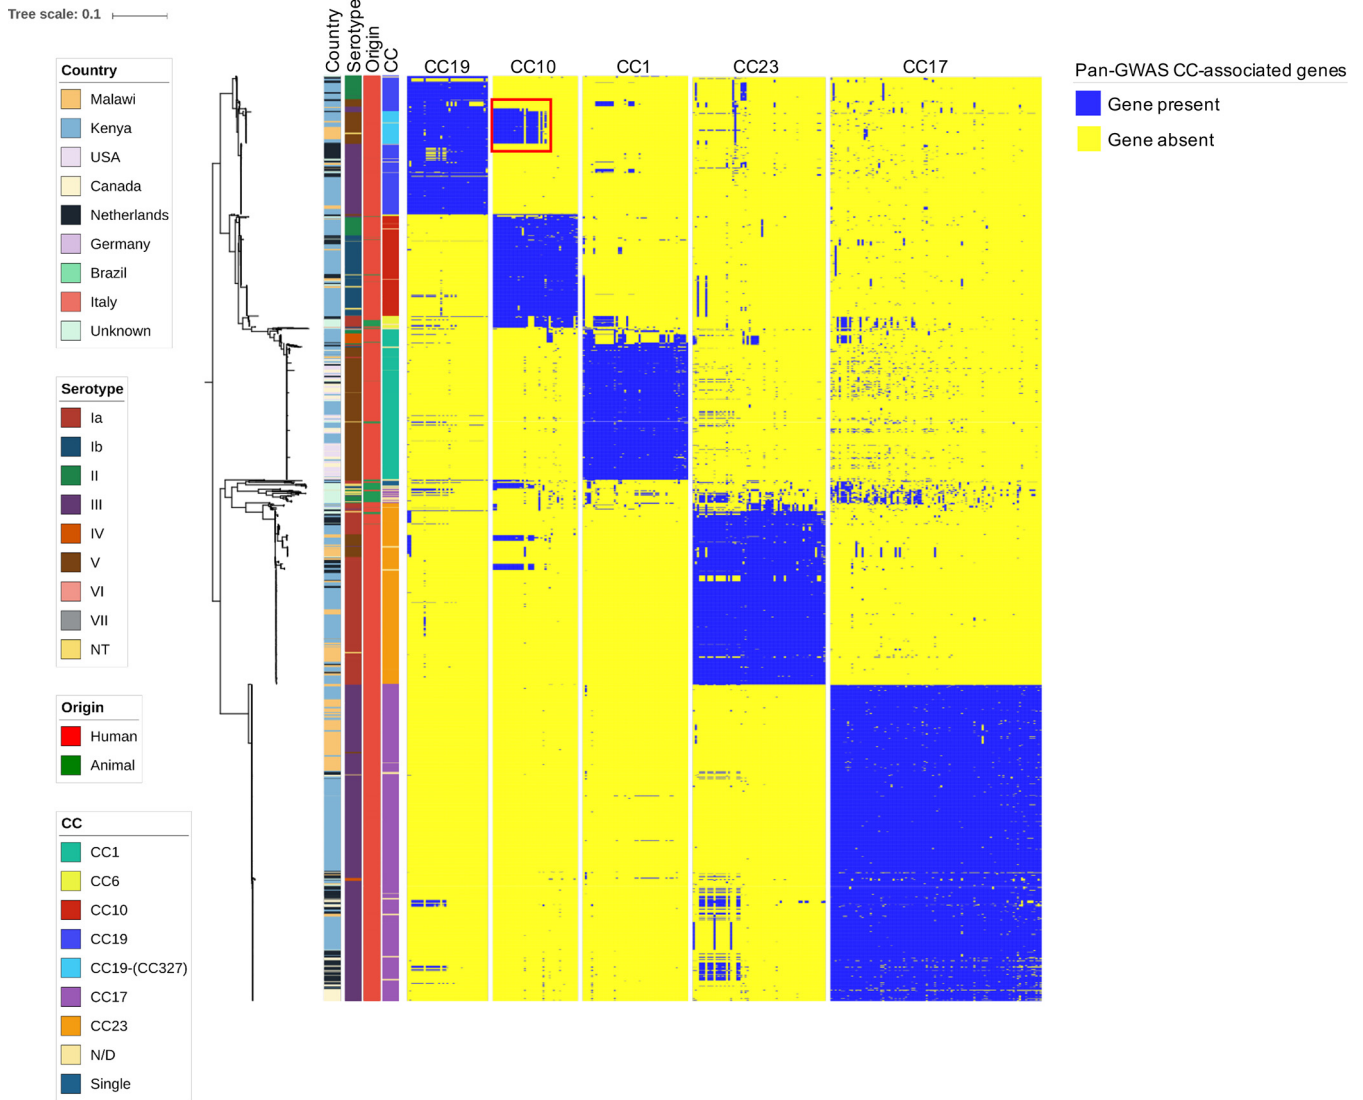 Tree scale: 0.1
Country
Serotype
Origin
CC
CC19
CC10
CC1
CC23
CC17
Pan-GWAS CC-associated genes
Gene present
Gene absent
Country
Malawi
Kenya
USA
Canada
Netherlands
Germany
Brazil
Italy
Unknown
Serotype
Ia
Ib
II
III
IV
V
VI
VII
NT
Origin
Human
Animal
CC
CC1
CC6
CC10
CC19
CC19-(CC327)
CC17
CC23
N/D
Single